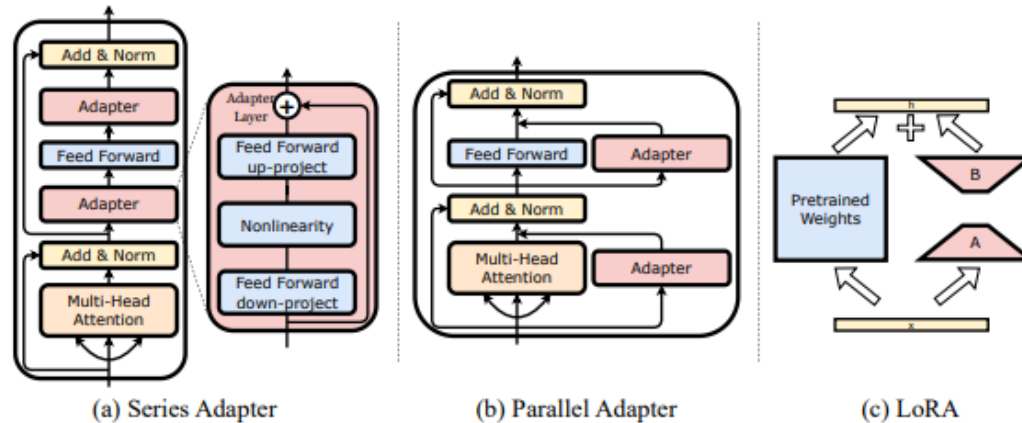 Add & Norm
Adapter
Feed Forward
Adapter
Add & Norm
Multi-Head
Attention
Adapter
Layer
+
Feed Forward
up-project
Nonlinearity
Feed Forward
down-project
(a) Series Adapter
Add & Norm
Feed Forward
Adapter
Add & Norm
Multi-Head
Attention
Adapter
(b) Parallel Adapter
h
Pretrained
Weights
B
A
x
(c) LoRA